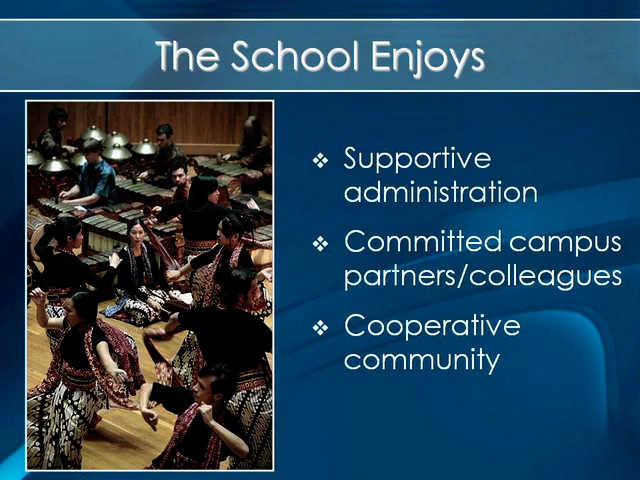 The School Enjoys
Supportive
administration
Committed campus
partners/colleagues
Cooperative
community